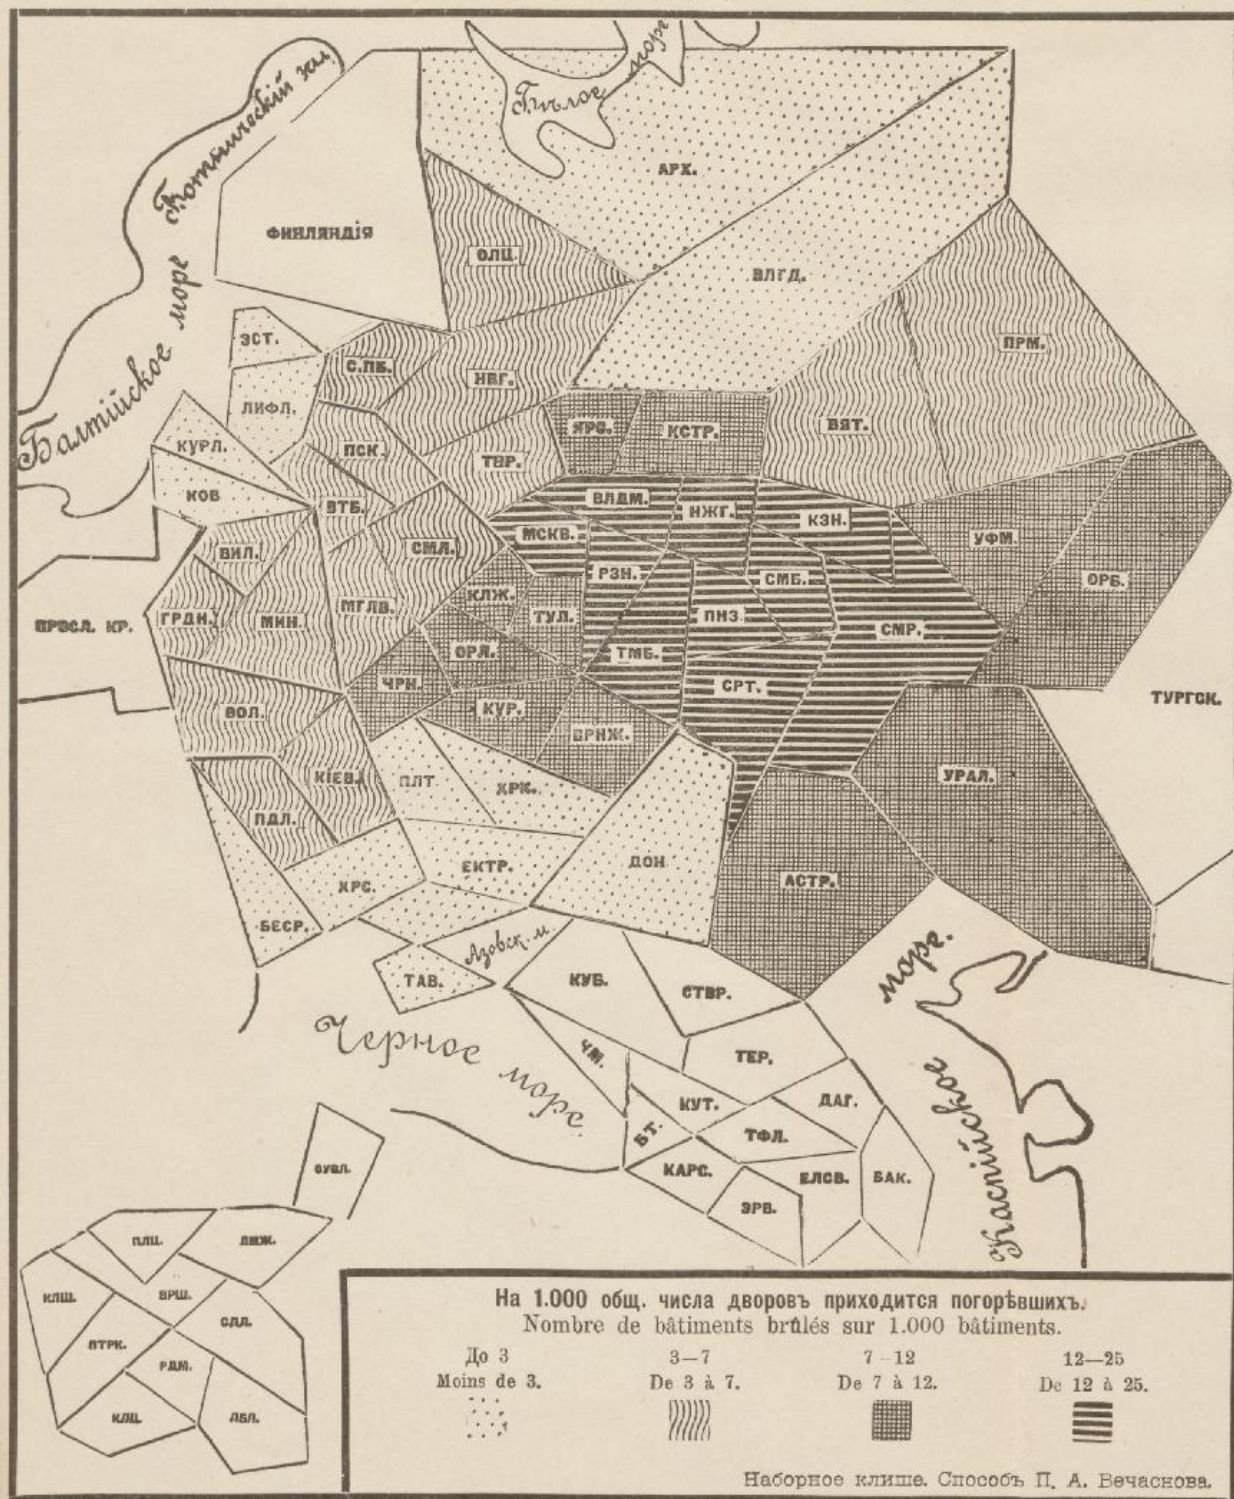 Ботническій зал.
Бѣлое море
АРХ.
ФИНЛЯНДІЯ
ОЛЦ.
ВЛГД.
Балтійское море
ЭСТ.
С.ПБ.
НВГ.
ПРМ.
ЛИФЛ.
ЯРС.
КСТР.
ВЯТ.
КУРЛ.
ПСК.
ТВР.
КОВ
ВТБ.
ВЛДМ.
НЖГ.
КЗН.
МСКВ.
УФМ.
ВИЛ.
СМЛ.
РЗН.
СМБ.
ОРБ.
КЛЖ.
ГРДН.
МИН.
МГЛВ.
ТУЛ.
ПНЗ
СМР.
ПРВСЛ. КР.
ОРЛ.
ТМБ.
ЧРН.
СРТ.
ТУРГСК.
ВОЛ.
КУР.
ВРНЖ.
КІЕВ.
ПЛТ.
ХРК.
УРАЛ.
ПДЛ.
ЕКТР.
ДОН
АСТР.
ХРС.
БЕСР.
Азовск. м.
ТАВ.
КУБ.
СТВР.
Каспійское море.
Черное море.
ЧМ.
ТЕР.
КУТ.
ДАГ.
БТ.
ТФЛ.
СУВЛ.
КАРС.
ЕЛСВ.
БАК.
ЭРВ.
ПЛЦ.
ЛМЖ.
КЛШ.
ВРШ.
СДЛ.
ПТРК.
РДМ.
КЛЦ.
ЛБЛ.
На 1.000 общ. числа дворовъ приходится погорѣвшихъ.
Nombre de bâtiments brûlés sur 1.000 bâtiments.
До 3 3—7 7—12 12—25
Moins de 3. De 3 à 7. De 7 à 12. De 12 à 25.
Наборное клише. Способъ П. А. Вечаснова.